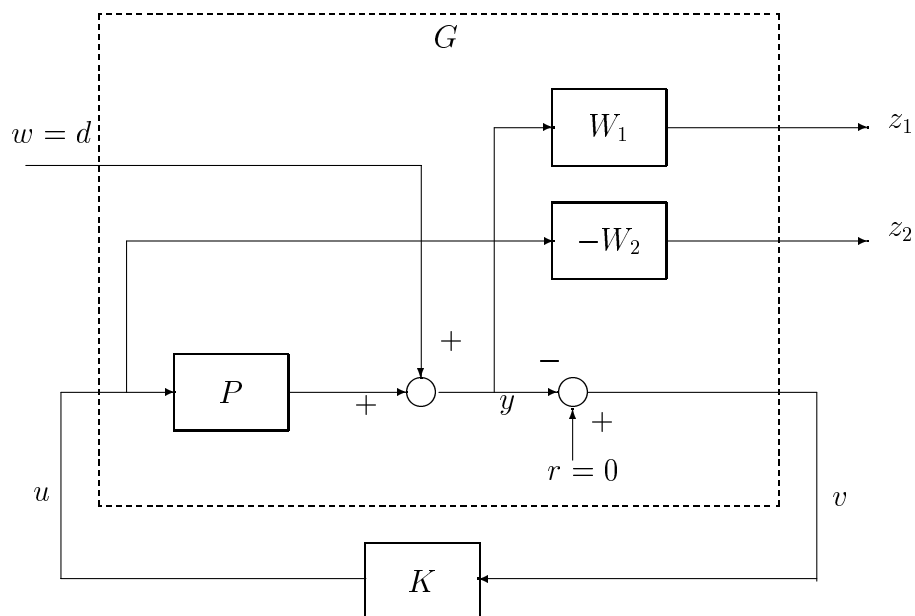 G
w = d
W₁
z₁
−W₂
z₂
+
−
P
+
y
+
r = 0
u
v
K